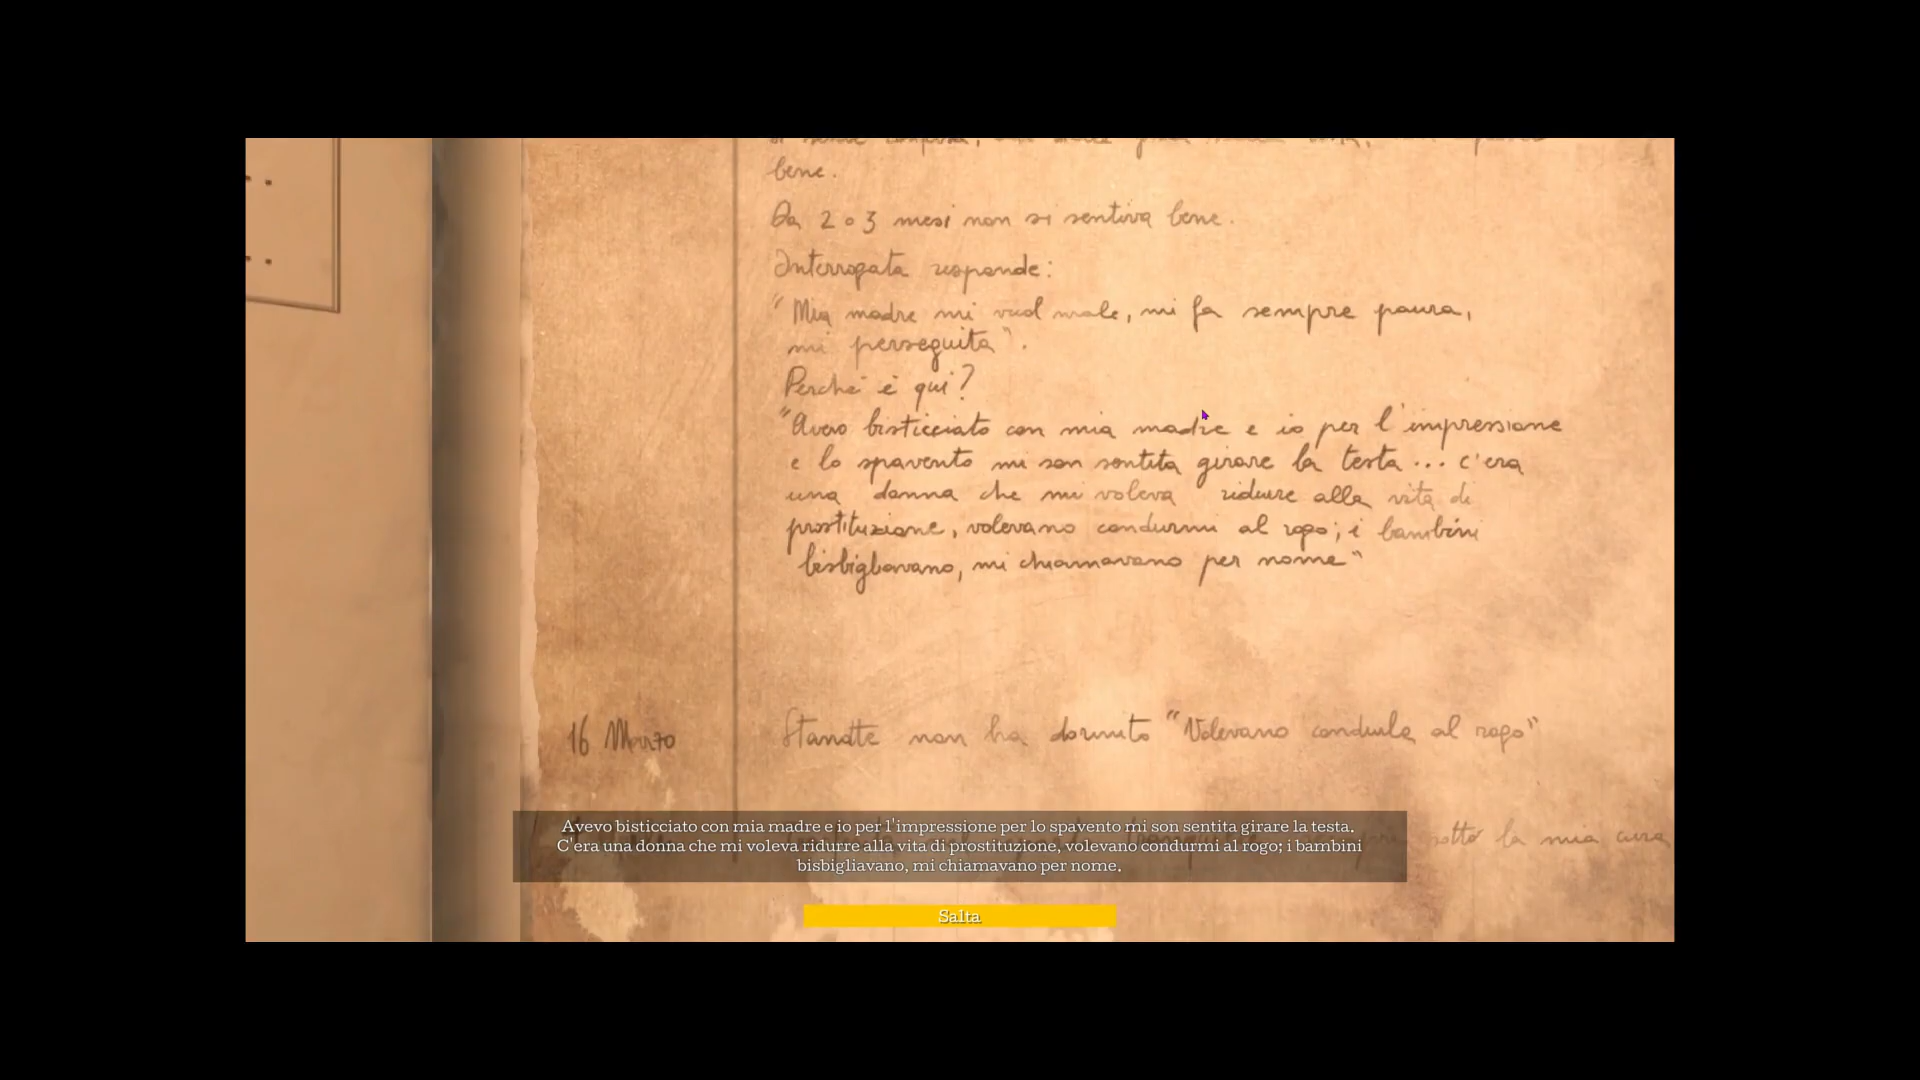 bene.
Da 2 o 3 mesi non si sentiva bene.
Interrogata risponde:
"Mia madre mi vuol male, mi fa sempre paura,
mi perseguita".
Perché è qui?
"Avevo bisticciato con mia madre e io per l'impressione
e lo spavento mi son sentita girare la testa... c'era
una donna che mi voleva ridurre alla vita di
prostituzione, volevano condurmi al rogo; i bambini
bisbigliavano, mi chiamavano per nome"
16 Marzo
Stanotte non ha dormito "Volevano condurla al rogo"
sotto la mia cura
Avevo bisticciato con mia madre e io per l'impressione per lo spavento mi son sentita girare la testa.
C'era una donna che mi voleva ridurre alla vita di prostituzione, volevano condurmi al rogo; i bambini
bisbigliavano, mi chiamavano per nome.
Salta